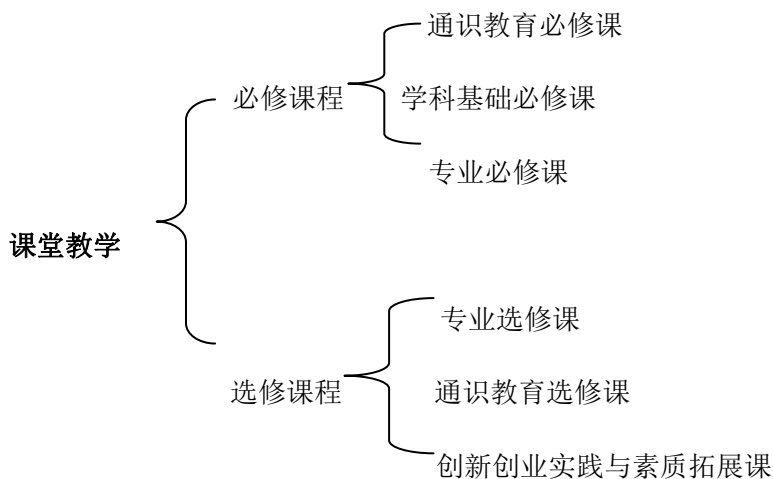 通识教育必修课
必修课程
学科基础必修课
专业必修课
课堂教学
专业选修课
选修课程
通识教育选修课
创新创业实践与素质拓展课